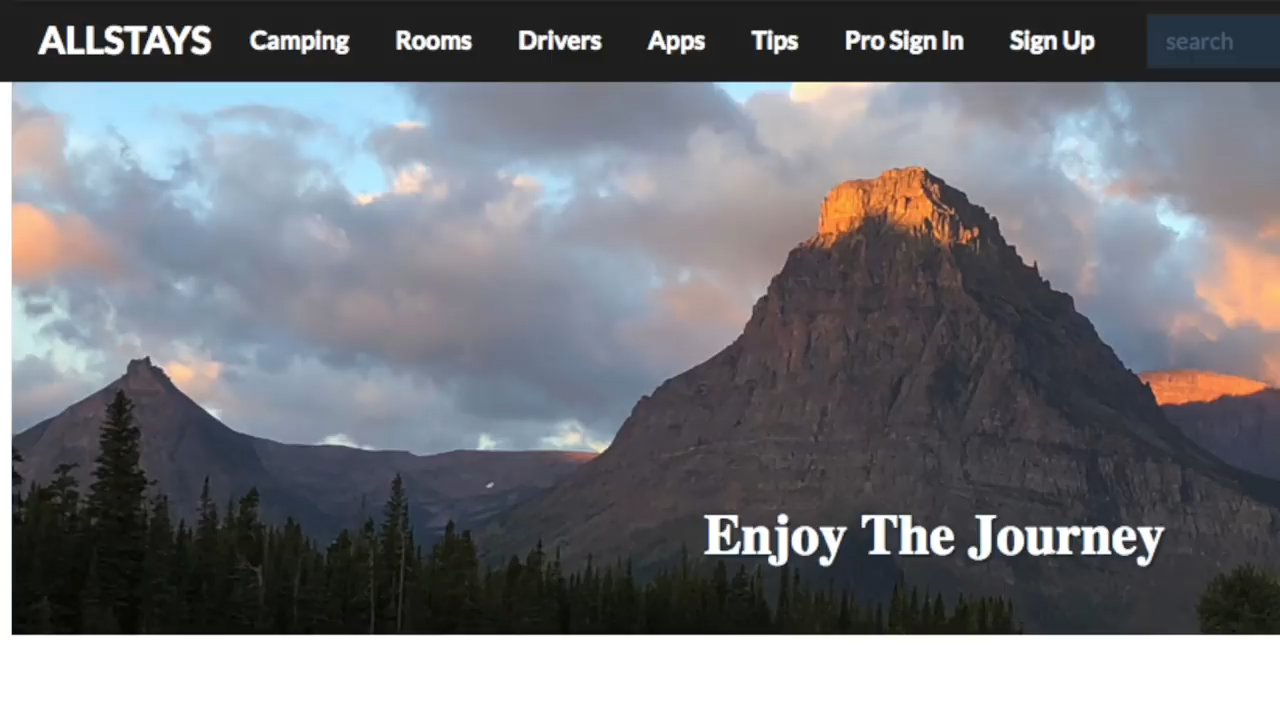 ALLSTAYS Camping Rooms Drivers Apps Tips Pro Sign In Sign Up search
Enjoy The Journey